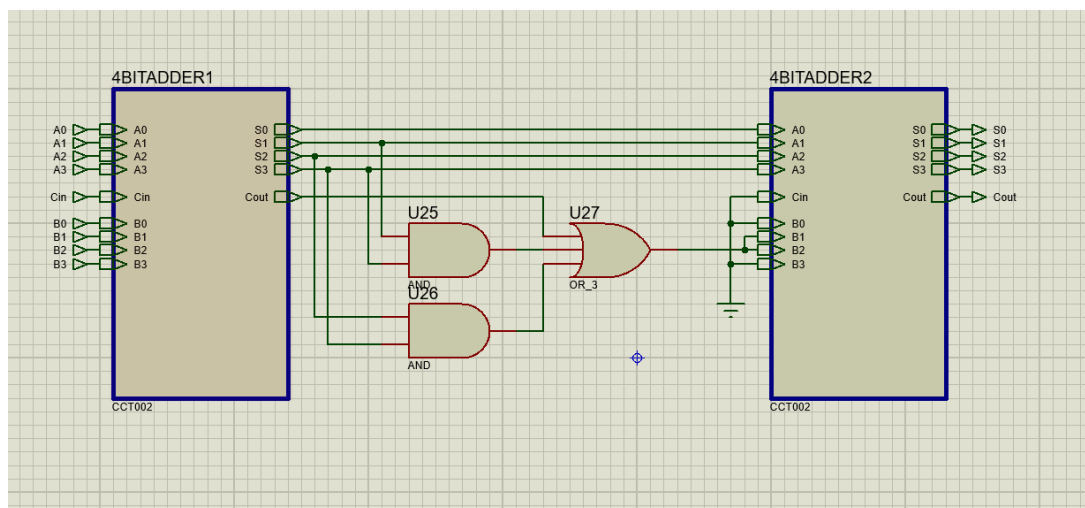 4BITADDER1
A0 A0 S0
A1 A1 S1
A2 A2 S2
A3 A3 S3
Cin Cin Cout
B0 B0
B1 B1
B2 B2
B3 B3
CCT002
U25
AND
U26
AND
U27
OR_3
4BITADDER2
A0 S0 S0
A1 S1 S1
A2 S2 S2
A3 S3 S3
Cin Cout Cout
B0
B1
B2
B3
CCT002